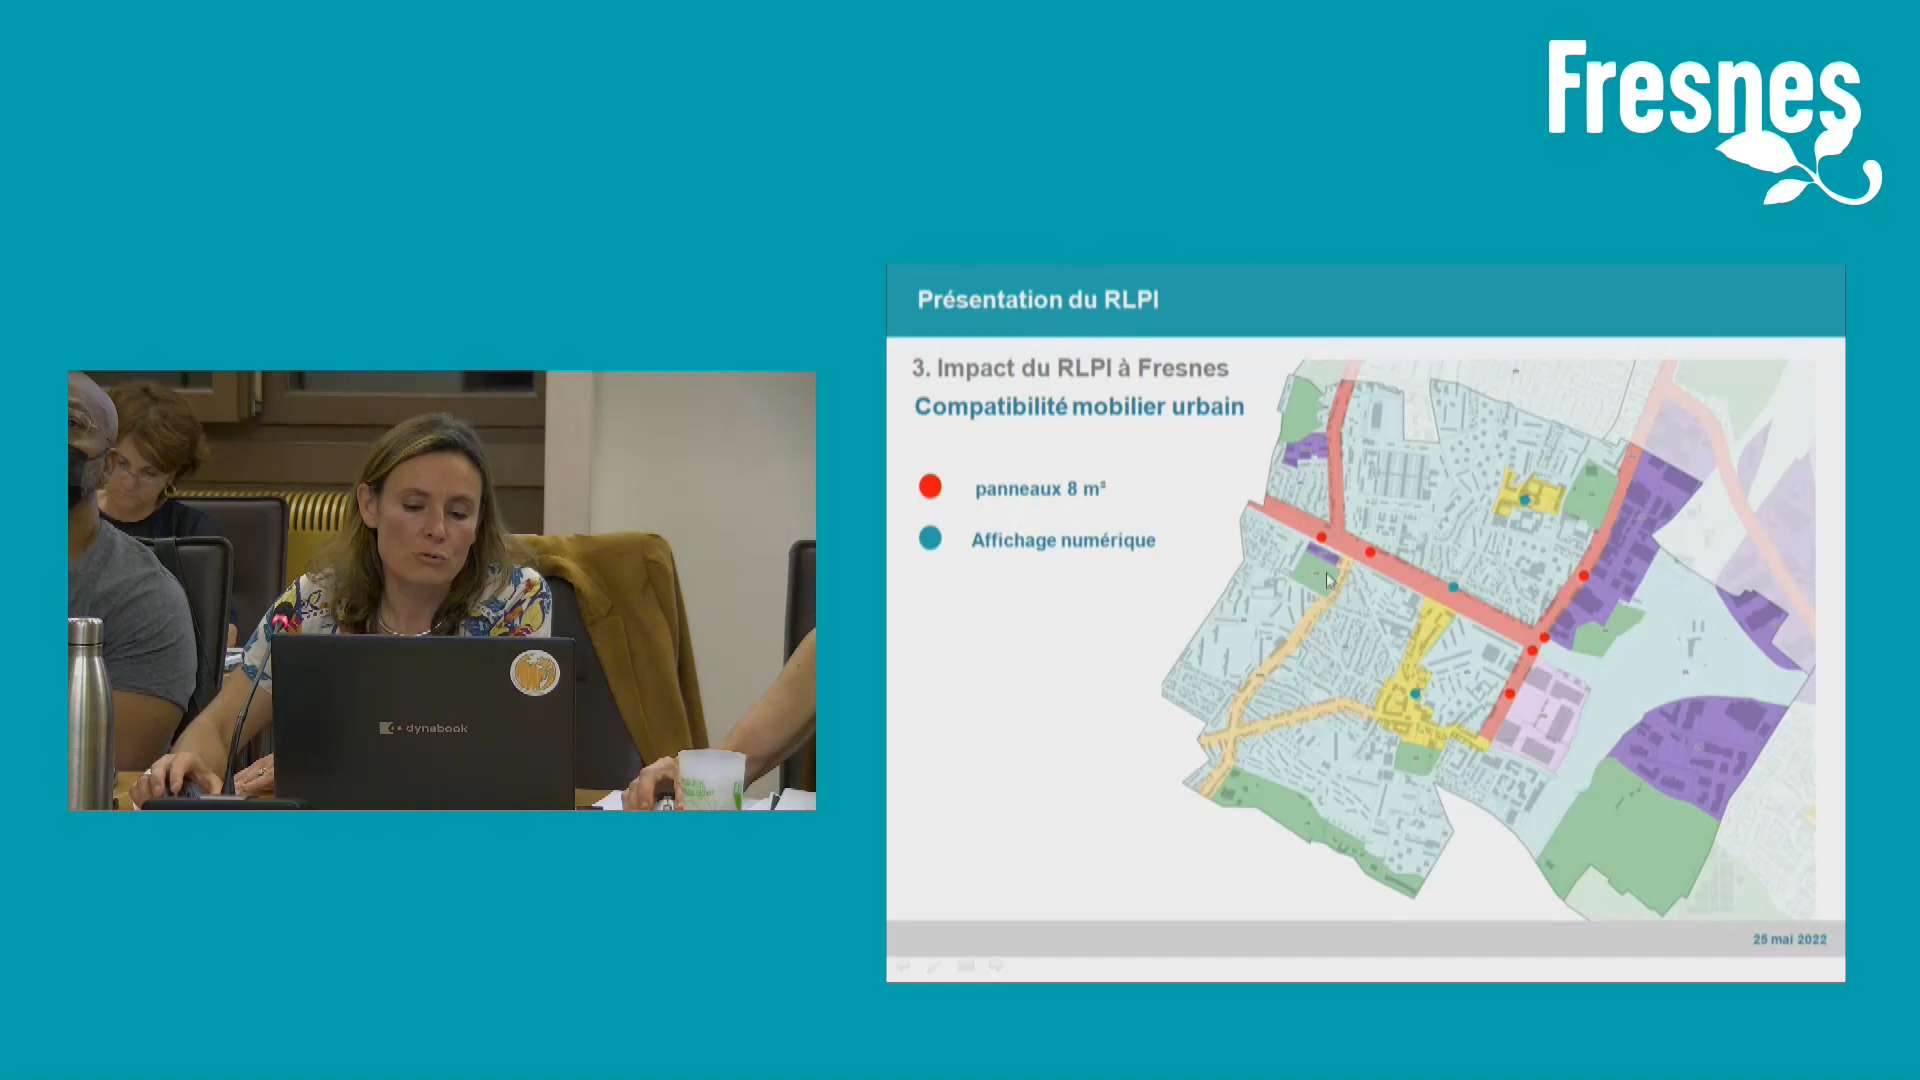 Fresnes
Présentation du RLPI
3. Impact du RLPI à Fresnes
Compatibilité mobilier urbain
panneaux 8 m²
Affichage numérique
dynabook
25 mai 2022